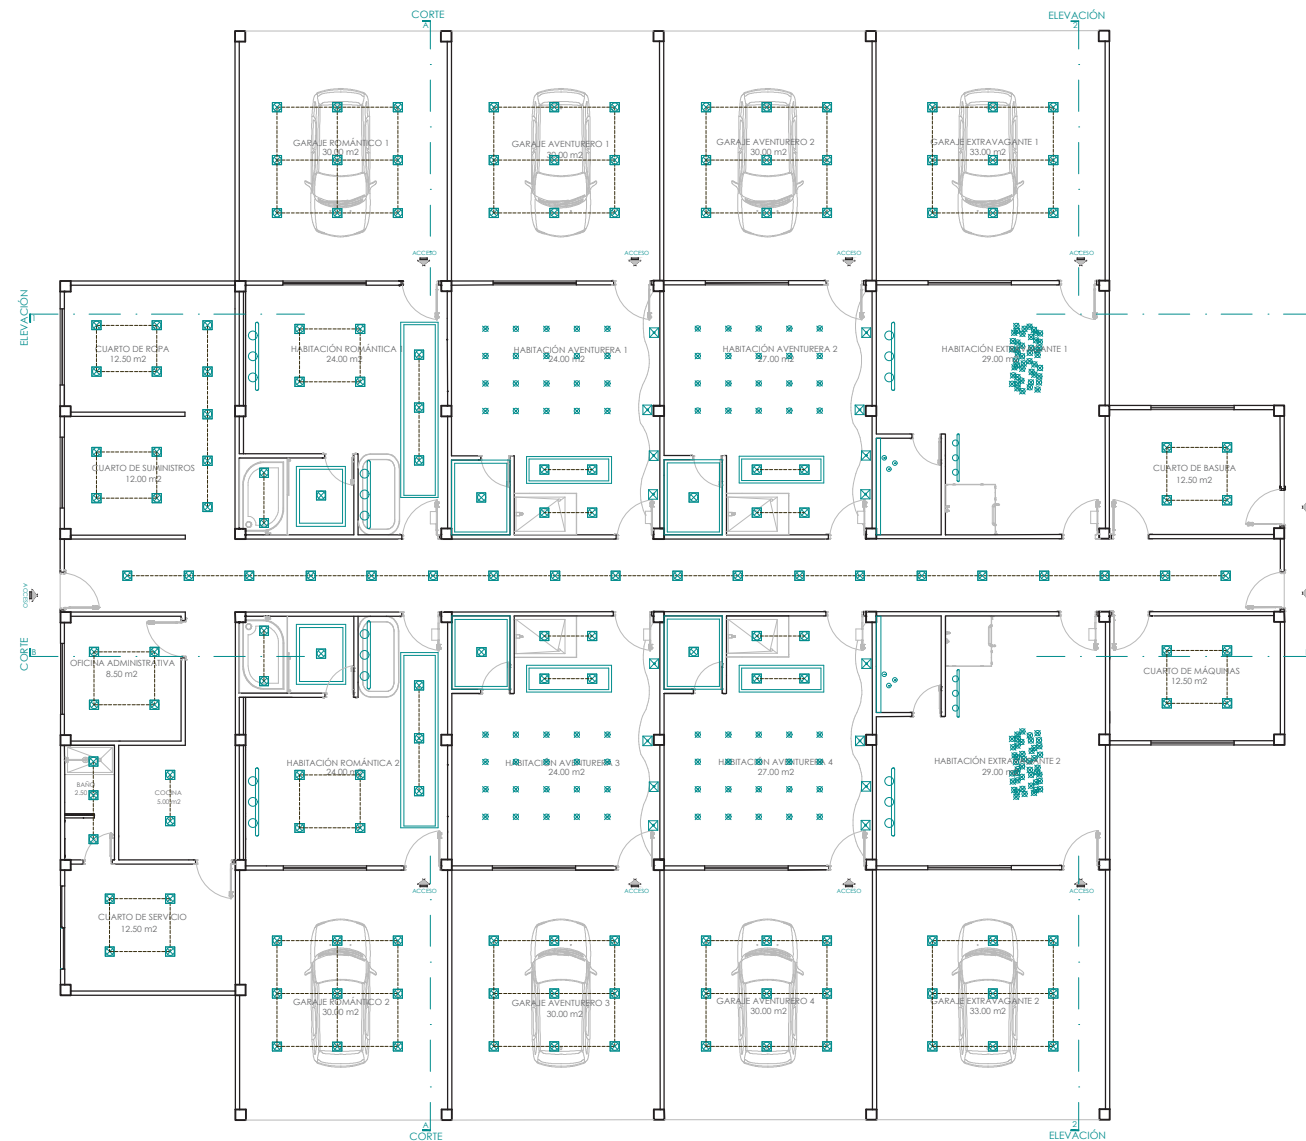 CORTE
A
ELEVACIÓN
2
GARAJE ROMÁNTICO 1
30.00 m2
GARAJE AVENTURERO 1
30.00 m2
GARAJE AVENTURERO 2
30.00 m2
GARAJE EXTRAVAGANTE 1
33.00 m2
ACCESO
ACCESO
ACCESO
ACCESO
ELEVACIÓN
1
CUARTO DE ROPA
12.50 m2
HABITACIÓN ROMÁNTICA 1
24.00 m2
HABITACIÓN AVENTURERA 1
24.00 m2
HABITACIÓN AVENTURERA 2
27.00 m2
HABITACIÓN EXTRAVAGANTE 1
29.00 m2
CUARTO DE SUMINISTROS
12.00 m2
CUARTO DE BASURA
12.50 m2
ACCESO
CORTE
B
OFICINA ADMINISTRATIVA
8.50 m2
CUARTO DE MÁQUINAS
12.50 m2
HABITACIÓN ROMÁNTICA 2
24.00 m2
HABITACIÓN AVENTURERA 3
24.00 m2
HABITACIÓN AVENTURERA 4
27.00 m2
HABITACIÓN EXTRAVAGANTE 2
29.00 m2
BAÑO
2.50 m2
COCINA
5.00 m2
ACCESO
ACCESO
ACCESO
ACCESO
CUARTO DE SERVICIO
12.50 m2
GARAJE ROMÁNTICO 2
30.00 m2
GARAJE AVENTURERO 3
30.00 m2
GARAJE AVENTURERO 4
30.00 m2
GARAJE EXTRAVAGANTE 2
33.00 m2
A
CORTE
2
ELEVACIÓN